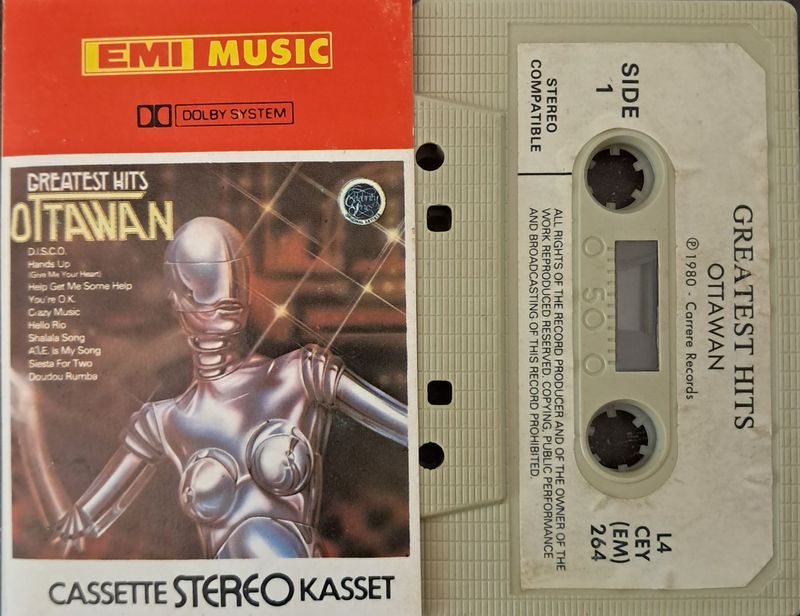 EMI MUSIC
DOLBY SYSTEM
GREATEST HITS
OTTAWAN
D.I.S.C.O.
Hands Up
(Give Me Your Heart)
Help Get Me Some Help
You're O.K.
Crazy Music
Hello Rio
Shalala Song
A.I.E. Is My Song
Siesta For Two
Doudou Rumba
CASSETTE STEREO KASSET
SIDE
1
STEREO
COMPATIBLE
ALL RIGHTS OF THE RECORD PRODUCER AND OF THE OWNER OF THE
WORK REPRODUCED RESERVED. COPYING, PUBLIC PERFORMANCE
AND BROADCASTING OF THIS RECORD PROHIBITED.
0 50 0
GREATEST HITS
OTTAWAN
℗ 1980 - Carrere Records
L4
CEY
(EM)
264